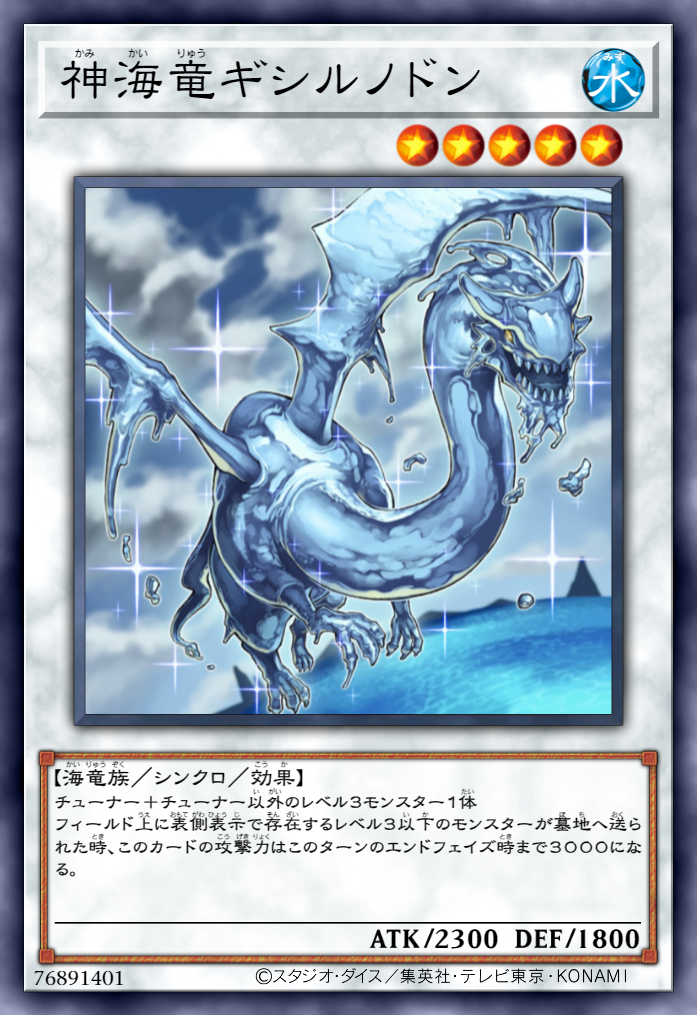 神海竜ギシルノドン
水
【海竜族／シンクロ／効果】
チューナー＋チューナー以外のレベル３モンスター１体
フィールド上に表側表示で存在するレベル３以下のモンスターが墓地へ送ら
れた時、このカードの攻撃力はこのターンのエンドフェイズ時まで３０００にな
る。
ATK/2300 DEF/1800
76891401 ©スタジオ・ダイス／集英社・テレビ東京・KONAMI